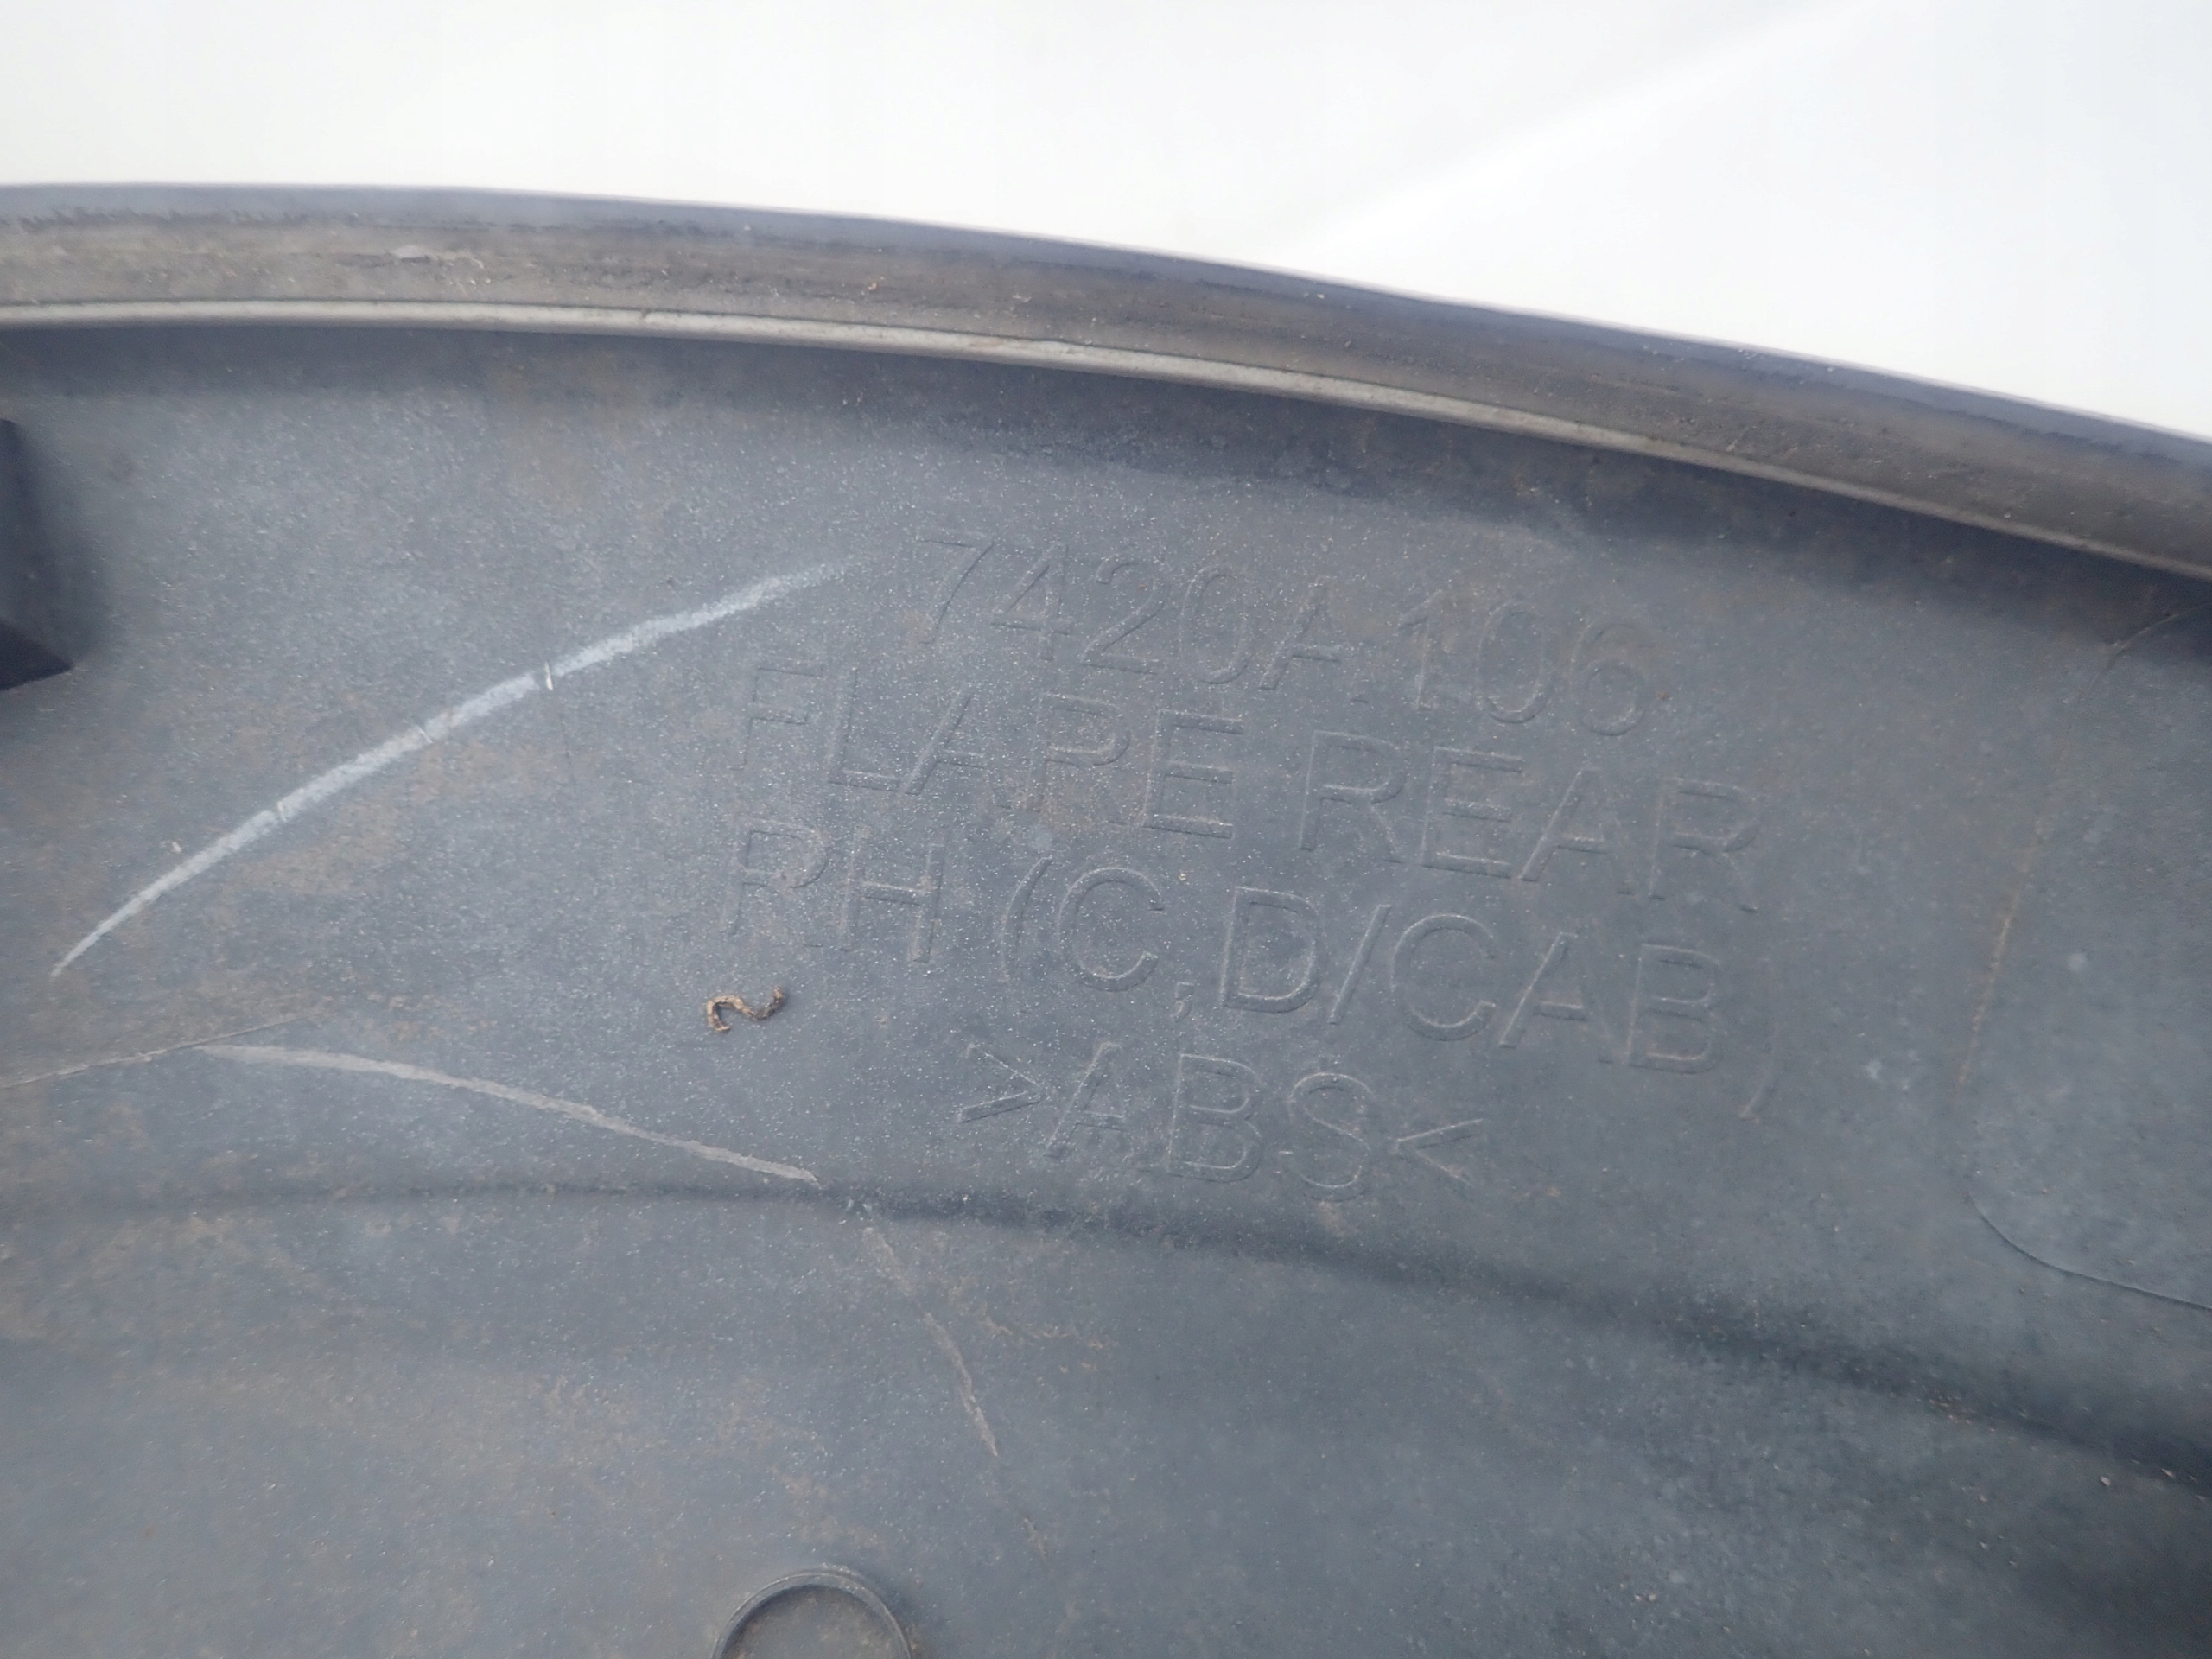 7420A106
FLARE REAR
RH (C,D/CAB)
>ABS<